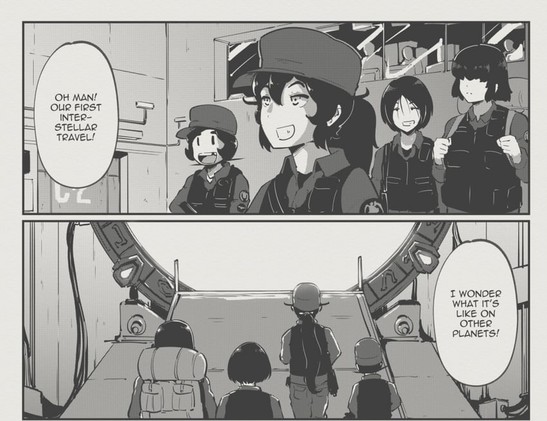 OH MAN!
OUR FIRST
INTER-
STELLAR
TRAVEL!
C2
I WONDER
WHAT IT'S
LIKE ON
OTHER
PLANETS!